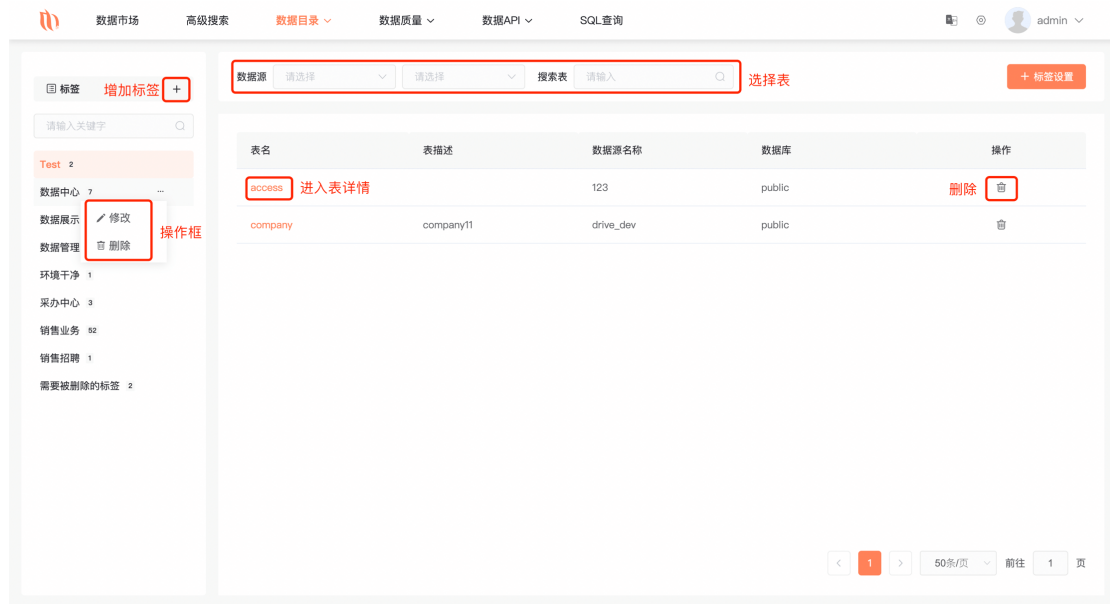 数据市场 高级搜索 数据目录 数据质量 数据API SQL查询 admin
标签 增加标签 +
请输入关键字
Test 2
数据中心 7 ...
数据展示
数据管理
修改
删除
操作框
环境干净 1
采办中心 3
销售业务 52
销售招聘 1
需要被删除的标签 2
数据源 请选择 请选择 搜索表 请输入 选择表 + 标签设置
表名 表描述 数据源名称 数据库 操作
access 进入表详情 123 public 删除
company company11 drive_dev public
< 1 > 50条/页 前往 1 页